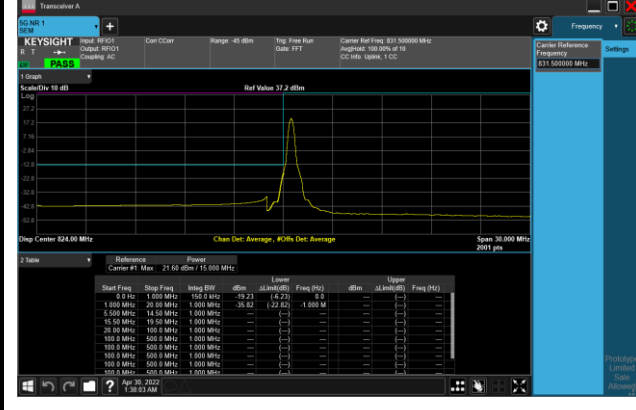 Transceiver A
5G NR 1
SEM
Frequency
KEYSIGHT
R T
PASS
Input: RFIO1
Output: RFIO1
Coupling: AC
Corr CCorr
Range: -45 dBm
Trig: Free Run
Gate: FFT
Carrier Ref Freq: 831.500000 MHz
Avg|Hold: 100.00% of 10
CC Info: Uplink, 1 CC
Carrier Reference
Frequency
831.500000 MHz
Settings
1 Graph
Scale/Div 10 dB
Ref Value 37.2 dBm
Log
27.2
17.2
7.16
-2.84
-12.8
-22.8
-32.8
-42.8
-52.8
Disp Center 824.00 MHz
Chan Det: Average , #Offs Det: Average
Span 30.000 MHz
2001 pts
2 Table
Reference Power
Carrier #1: Max 21.60 dBm / 15.000 MHz
Lower Upper
Start Freq Stop Freq Integ BW dBm ΔLimit(dB) Freq (Hz) dBm ΔLimit(dB) Freq (Hz)
0.0 Hz 1.000 MHz 150.0 kHz -19.23 (-6.23) 0.0 --- (---) ---
1.000 MHz 20.00 MHz 1.000 MHz -35.82 (-22.82) -1.000 M --- (---) ---
5.500 MHz 14.50 MHz 1.000 MHz --- (---) --- --- (---) ---
15.50 MHz 19.50 MHz 1.000 MHz --- (---) --- --- (---) ---
20.00 MHz 100.0 MHz 1.000 MHz --- (---) --- --- (---) ---
100.0 MHz 500.0 MHz 1.000 MHz --- (---) --- --- (---) ---
100.0 MHz 500.0 MHz 1.000 MHz --- (---) --- --- (---) ---
100.0 MHz 500.0 MHz 1.000 MHz --- (---) --- --- (---) ---
100.0 MHz 500.0 MHz 1.000 MHz --- (---) --- --- (---) ---
Prototype
Limited
Sale
Allowed
?
Apr 30, 2022
1:38:03 AM